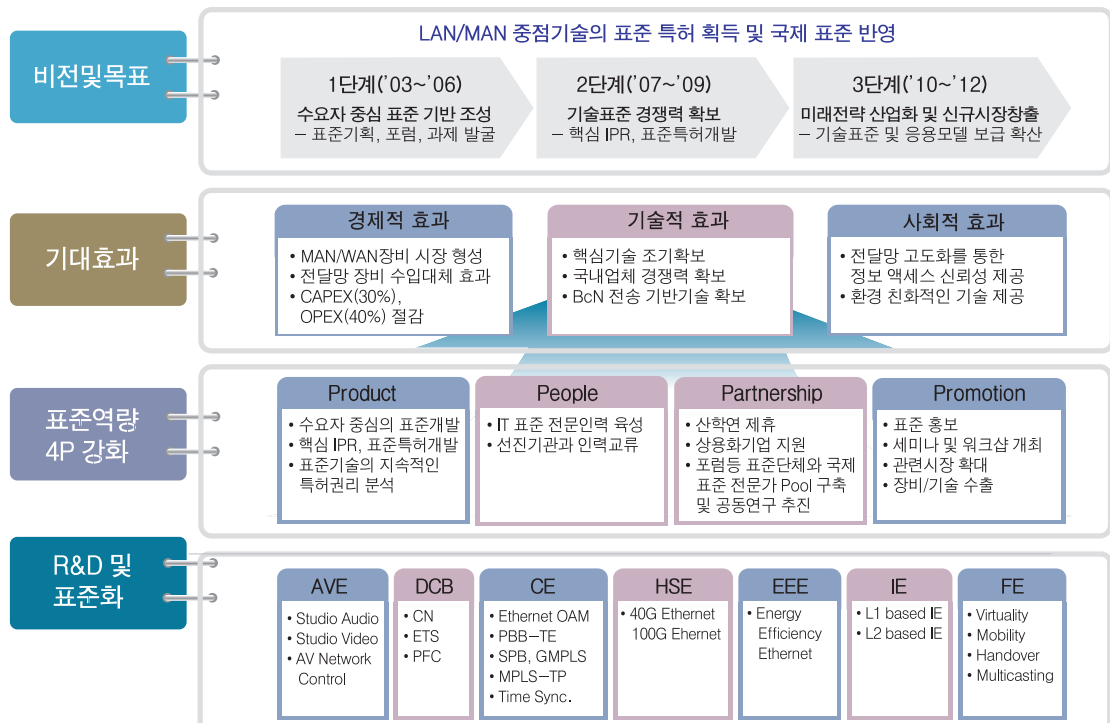 비전및목표
LAN/MAN 중점기술의 표준 특허 획득 및 국제 표준 반영
1단계('03~'06)
수요자 중심 표준 기반 조성
– 표준기획, 포럼, 과제 발굴
2단계('07~'09)
기술표준 경쟁력 확보
– 핵심 IPR, 표준특허개발
3단계('10~'12)
미래전략 산업화 및 신규시장창출
– 기술표준 및 응용모델 보급 확산
기대효과
경제적 효과
• MAN/WAN장비 시장 형성
• 전달망 장비 수입대체 효과
• CAPEX(30%),
OPEX(40%) 절감
기술적 효과
• 핵심기술 조기확보
• 국내업체 경쟁력 확보
• BcN 전송 기반기술 확보
사회적 효과
• 전달망 고도화를 통한
정보 액세스 신뢰성 제공
• 환경 친화적인 기술 제공
표준역량
4P 강화
Product
• 수요자 중심의 표준개발
• 핵심 IPR, 표준특허개발
• 표준기술의 지속적인
특허권리 분석
People
• IT 표준 전문인력 육성
• 선진기관과 인력교류
Partnership
• 산학연 제휴
• 상용화기업 지원
• 포럼등 표준단체와 국제
표준 전문가 Pool 구축
및 공동연구 추진
Promotion
• 표준 홍보
• 세미나 및 워크샵 개최
• 관련시장 확대
• 장비/기술 수출
R&D 및
표준화
AVE
• Studio Audio
• Studio Video
• AV Network
Control
DCB
• CN
• ETS
• PFC
CE
• Ethernet OAM
• PBB–TE
• SPB, GMPLS
• MPLS–TP
• Time Sync.
HSE
• 40G Ethernet
100G Ehernet
EEE
• Energy
Efficiency
Ethernet
IE
• L1 based IE
• L2 based IE
FE
• Virtuality
• Mobility
• Handover
• Multicasting